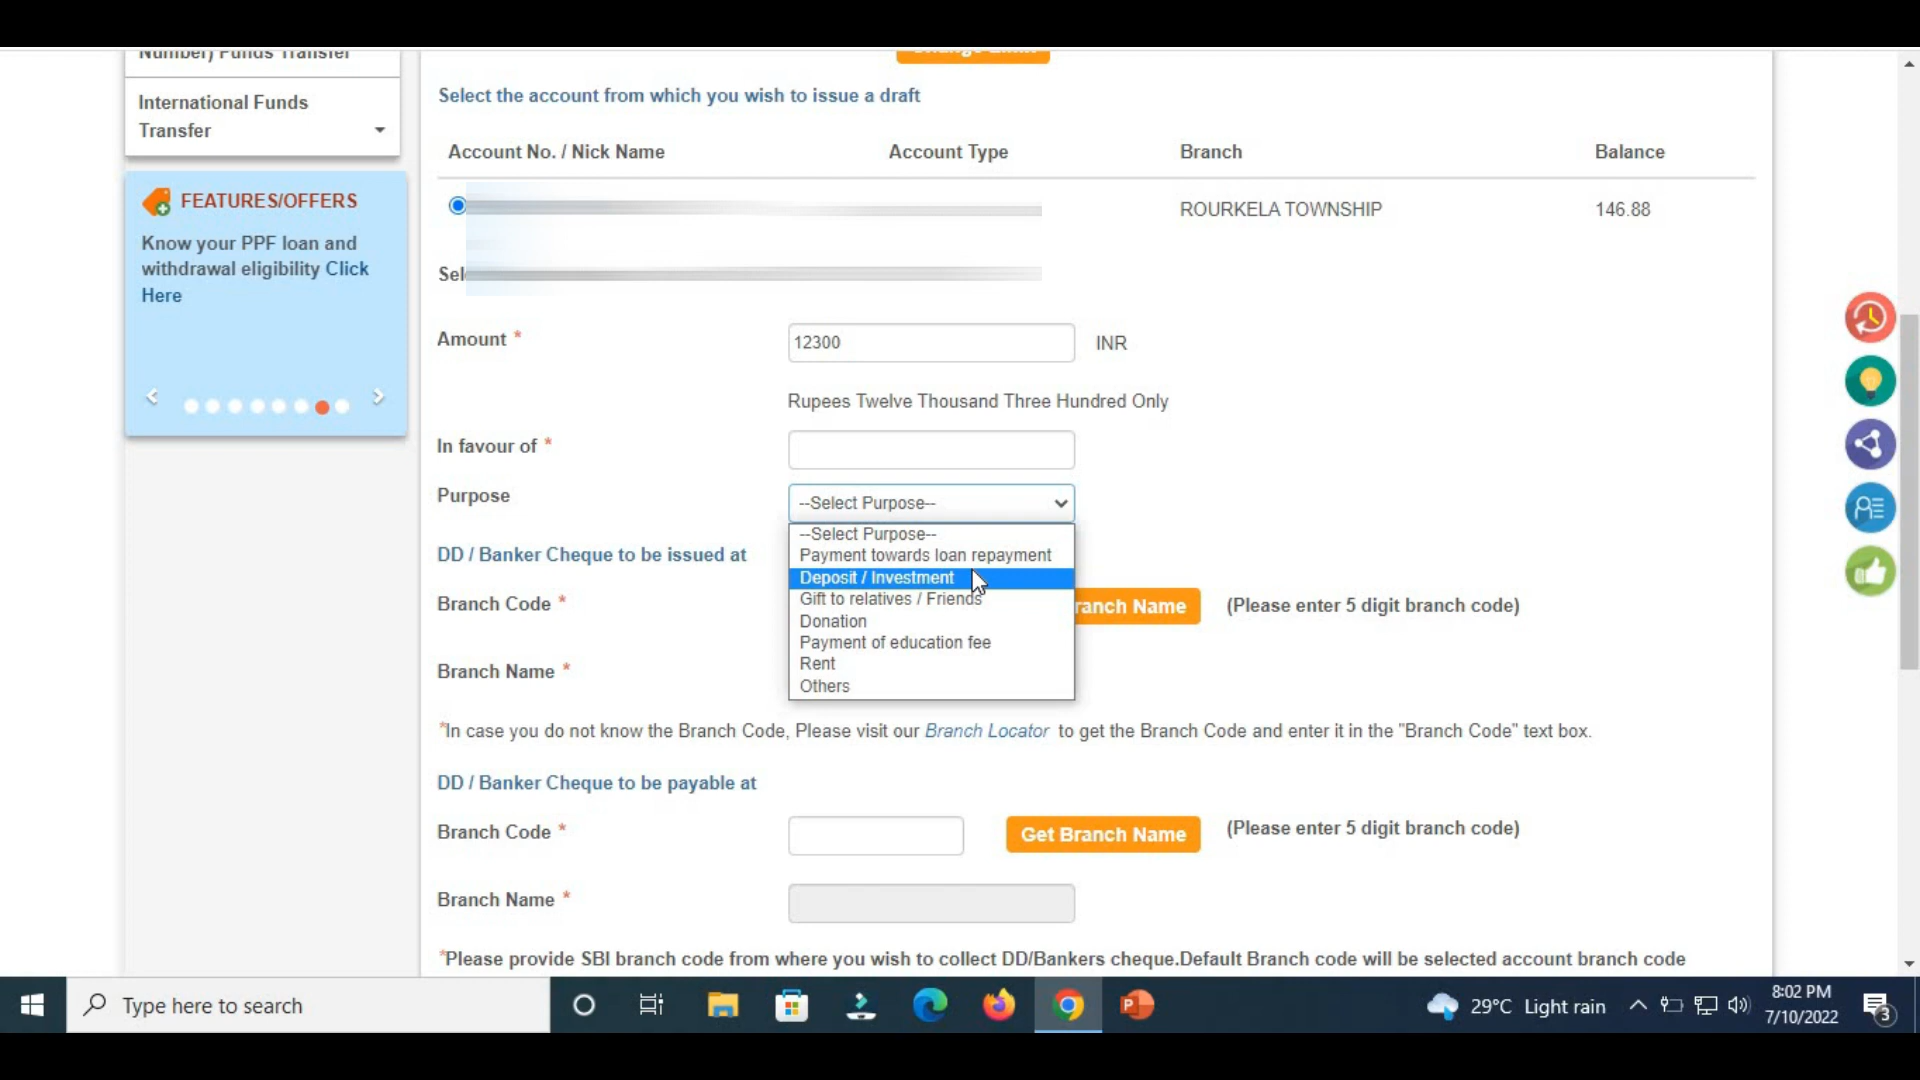 Number) Funds Transfer
International Funds
Transfer
FEATURES/OFFERS
Know your PPF loan and
withdrawal eligibility Click
Here
Select the account from which you wish to issue a draft
Account No. / Nick Name Account Type Branch Balance
ROURKELA TOWNSHIP 146.88
Sel
Amount * 12300 INR
Rupees Twelve Thousand Three Hundred Only
In favour of *
Purpose --Select Purpose--
--Select Purpose--
Payment towards loan repayment
Deposit / Investment
Gift to relatives / Friends
Donation
Payment of education fee
Rent
Others
DD / Banker Cheque to be issued at
Branch Code * ranch Name (Please enter 5 digit branch code)
Branch Name *
*In case you do not know the Branch Code, Please visit our Branch Locator to get the Branch Code and enter it in the "Branch Code" text box.
DD / Banker Cheque to be payable at
Branch Code * Get Branch Name (Please enter 5 digit branch code)
Branch Name *
*Please provide SBI branch code from where you wish to collect DD/Bankers cheque.Default Branch code will be selected account branch code
Type here to search
P
29°C Light rain
8:02 PM
7/10/2022
3